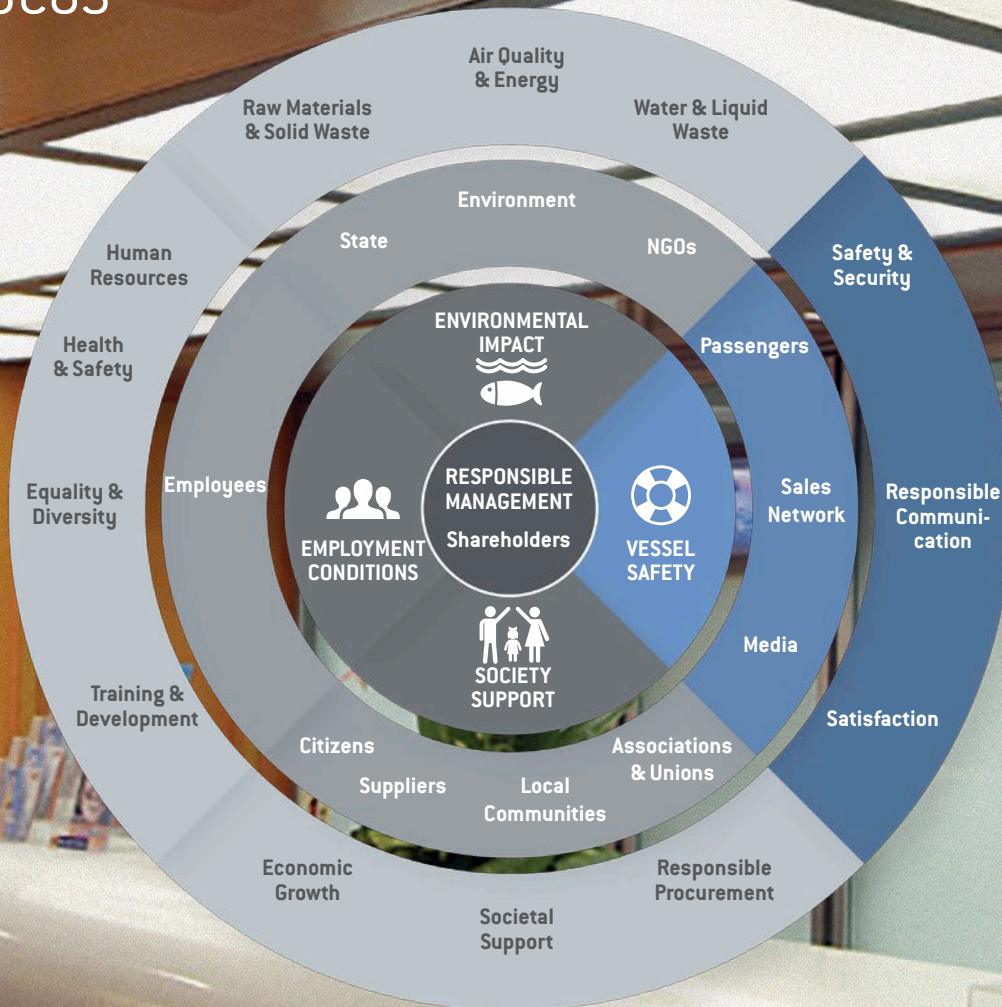 Air Quality
& Energy
Raw Materials
& Solid Waste
Water & Liquid
Waste
Human
Resources
Health
& Safety
Equality &
Diversity
Training &
Development
Economic
Growth
Societal
Support
Responsible
Procurement
Safety &
Security
Responsible
Communi-
cation
Satisfaction
Environment
State
NGOs
Employees
Passengers
Sales
Network
Media
Citizens
Suppliers
Local
Communities
Associations
& Unions
ENVIRONMENTAL
IMPACT
EMPLOYMENT
CONDITIONS
RESPONSIBLE
MANAGEMENT
Shareholders
VESSEL
SAFETY
SOCIETY
SUPPORT